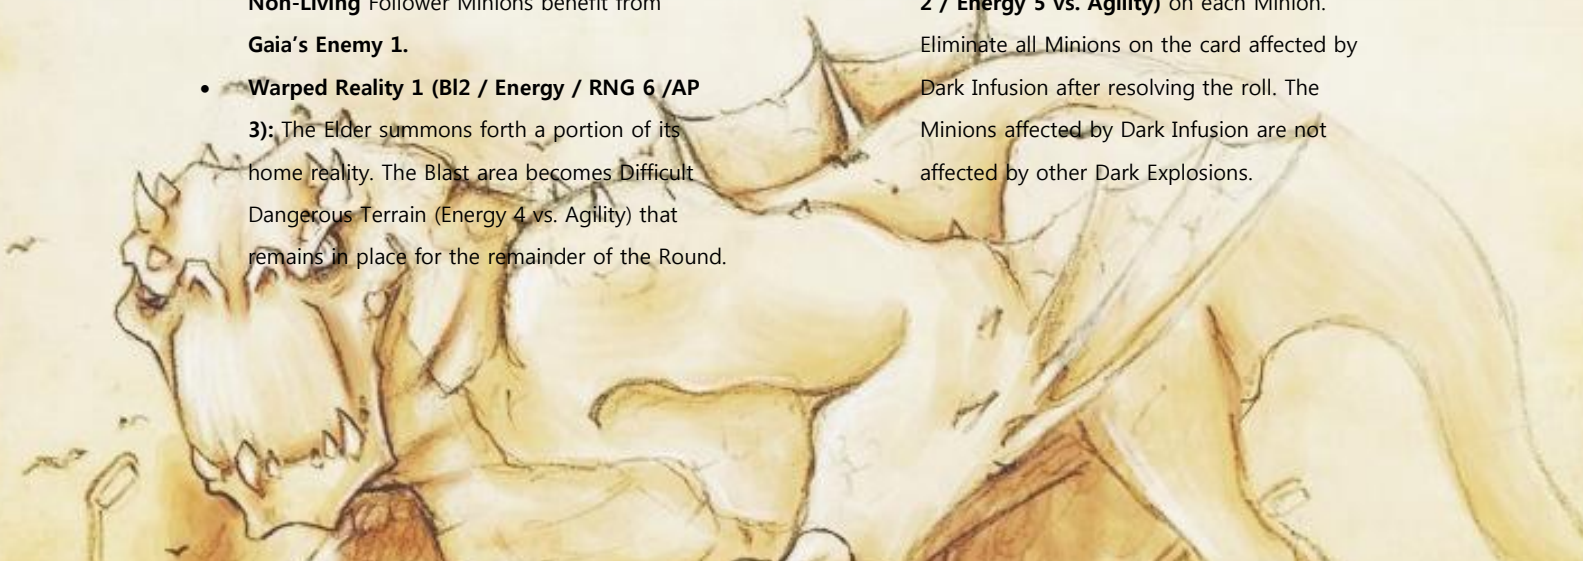 Non-Living Follower Minions benefit from
Gaia’s Enemy 1.
• Warped Reality 1 (Bl2 / Energy / RNG 6 /AP
3): The Elder summons forth a portion of its
home reality. The Blast area becomes Difficult
Dangerous Terrain (Energy 4 vs. Agility) that
remains in place for the remainder of the Round.
2 / Energy 5 vs. Agility) on each Minion.
Eliminate all Minions on the card affected by
Dark Infusion after resolving the roll. The
Minions affected by Dark Infusion are not
affected by other Dark Explosions.